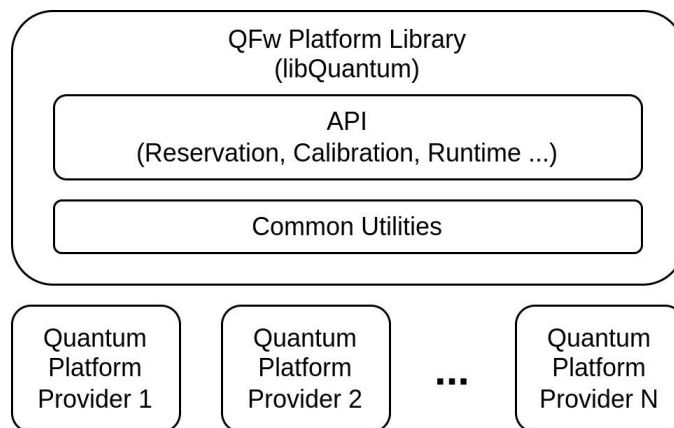 QFw Platform Library
(libQuantum)
API
(Reservation, Calibration, Runtime ...)
Common Utilities
Quantum
Platform
Provider 1
Quantum
Platform
Provider 2
...
Quantum
Platform
Provider N